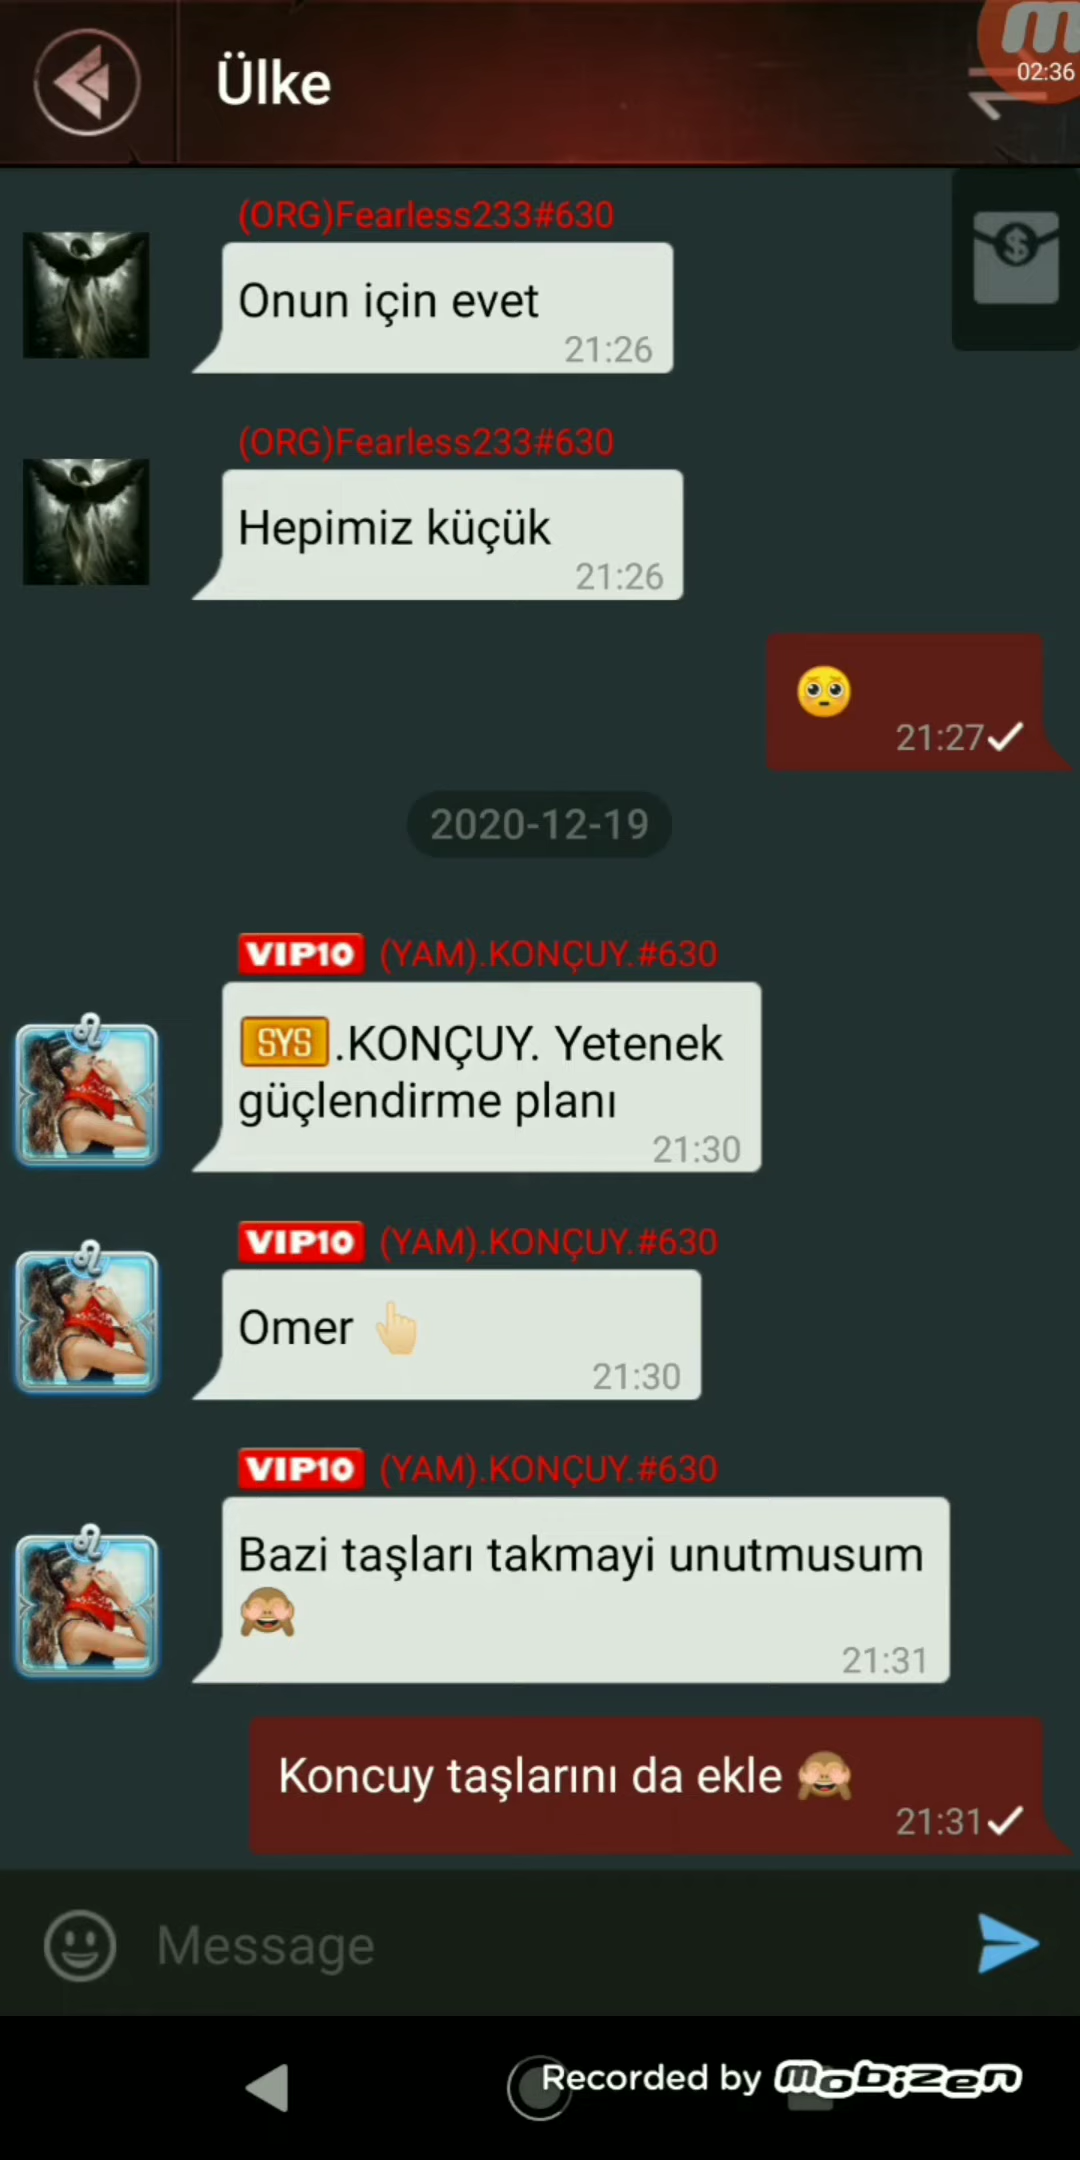 Ülke
02:36
(ORG)Fearless233#630
Onun için evet
21:26
(ORG)Fearless233#630
Hepimiz küçük
21:26
21:27
2020-12-19
VIP10 (YAM).KONÇUY.#630
SYS .KONÇUY. Yetenek
güçlendirme planı
21:30
VIP10 (YAM).KONÇUY.#630
Omer 👆🏻
21:30
VIP10 (YAM).KONÇUY.#630
Bazi taşları takmayi unutmusum
🙈
21:31
Koncuy taşlarını da ekle 🙈
21:31
Message
Recorded by mobizen